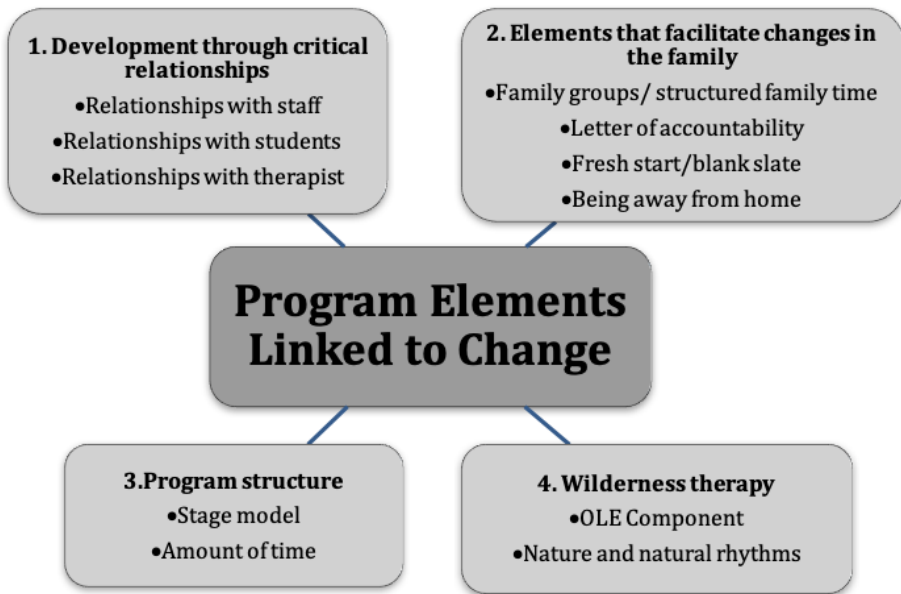 1. Development through critical
relationships
•Relationships with staff
•Relationships with students
•Relationships with therapist
2. Elements that facilitate changes in
the family
•Family groups/ structured family time
•Letter of accountability
•Fresh start/blank slate
•Being away from home
Program Elements
Linked to Change
3.Program structure
•Stage model
•Amount of time
4. Wilderness therapy
•OLE Component
•Nature and natural rhythms